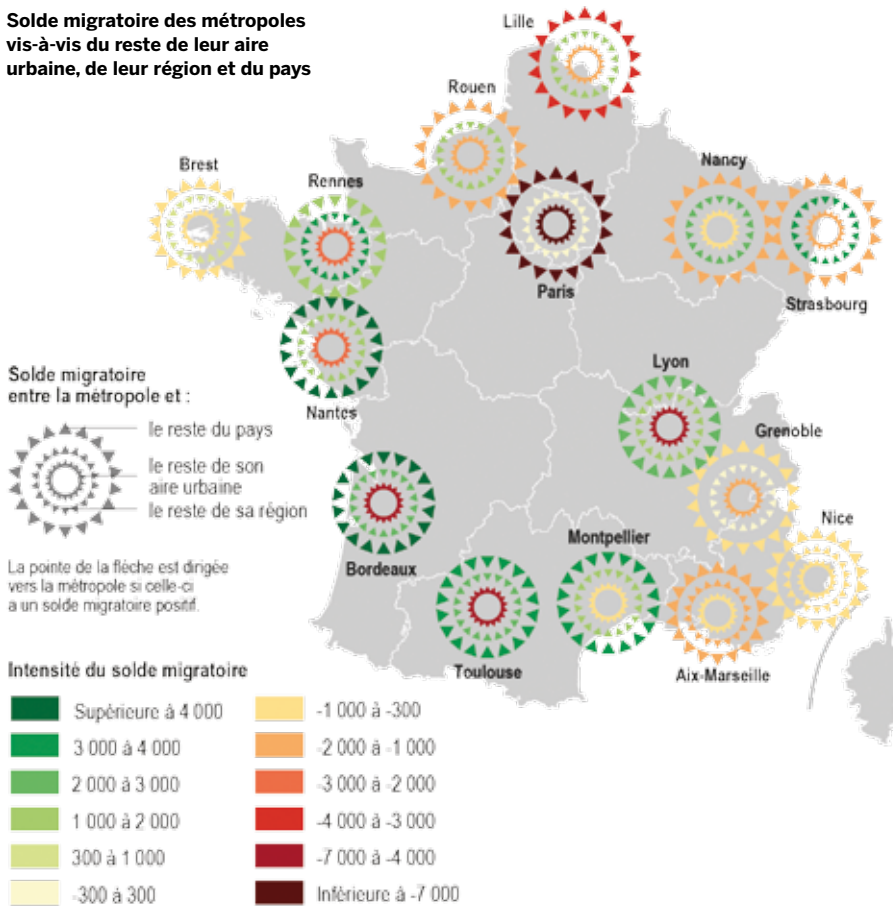 Solde migratoire des métropoles
vis-à-vis du reste de leur aire
urbaine, de leur région et du pays
Lille
Rouen
Brest
Rennes
Nancy
Paris
Strasbourg
Nantes
Lyon
Grenoble
Nice
Bordeaux
Montpellier
Toulouse
Aix-Marseille
Solde migratoire
entre la métropole et :
le reste du pays
le reste de son
aire urbaine
le reste de sa région
La pointe de la flèche est dirigée
vers la métropole si celle-ci
a un solde migratoire positif.
Intensité du solde migratoire
Supérieure à 4 000
3 000 à 4 000
2 000 à 3 000
1 000 à 2 000
300 à 1 000
-300 à 300
-1 000 à -300
-2 000 à -1 000
-3 000 à -2 000
-4 000 à -3 000
-7 000 à -4 000
Inférieure à -7 000